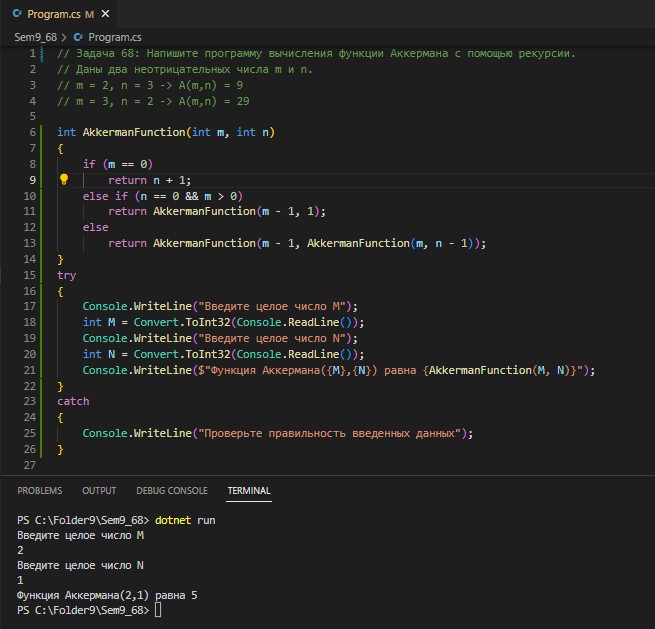 Program.cs M
Sem9_68 > Program.cs
1 // Задача 68: Напишите программу вычисления функции Аккермана с помощью рекурсии.
2 // Даны два неотрицательных числа m и n.
3 // m = 2, n = 3 -> A(m,n) = 9
4 // m = 3, n = 2 -> A(m,n) = 29
5
6 int AkkermanFunction(int m, int n)
7 {
8 if (m == 0)
9 return n + 1;
10 else if (n == 0 && m > 0)
11 return AkkermanFunction(m - 1, 1);
12 else
13 return AkkermanFunction(m - 1, AkkermanFunction(m, n - 1));
14 }
15 try
16 {
17 Console.WriteLine("Введите целое число M");
18 int M = Convert.ToInt32(Console.ReadLine());
19 Console.WriteLine("Введите целое число N");
20 int N = Convert.ToInt32(Console.ReadLine());
21 Console.WriteLine($"Функция Аккермана({M},{N}) равна {AkkermanFunction(M, N)}");
22 }
23 catch
24 {
25 Console.WriteLine("Проверьте правильность введенных данных");
26 }
27
PROBLEMS OUTPUT DEBUG CONSOLE TERMINAL
PS C:\Folder9\Sem9_68> dotnet run
Введите целое число M
2
Введите целое число N
1
Функция Аккермана(2,1) равна 5
PS C:\Folder9\Sem9_68>